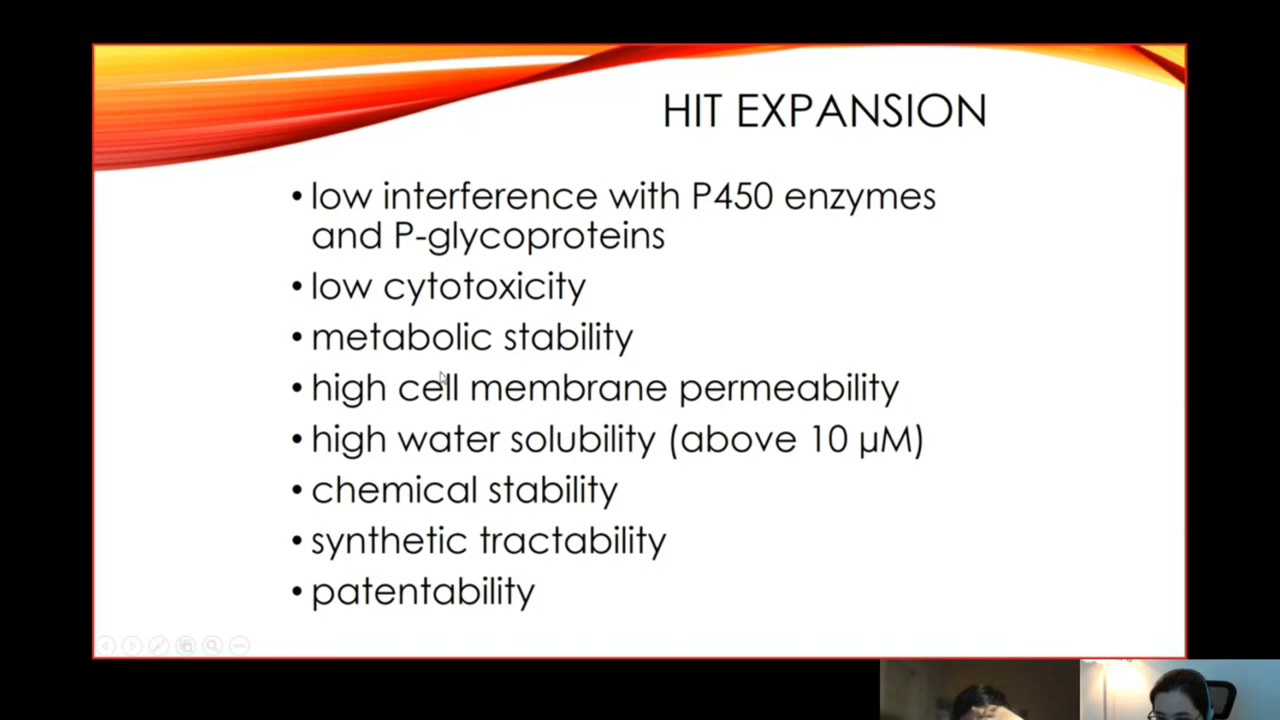 HIT EXPANSION
• low interference with P450 enzymes
and P-glycoproteins
• low cytotoxicity
• metabolic stability
• high cell membrane permeability
• high water solubility (above 10 µM)
• chemical stability
• synthetic tractability
• patentability